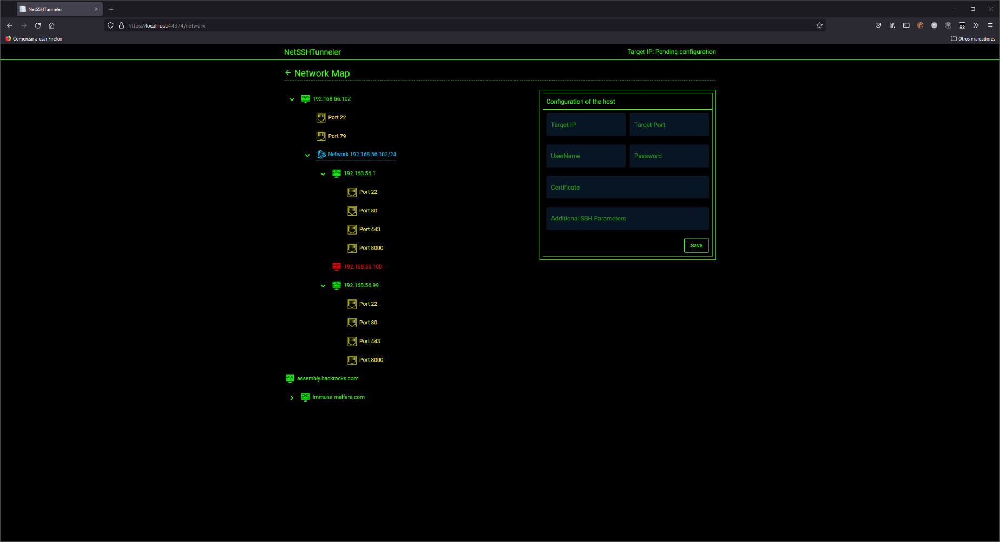 NetSSHTunneler
https://localhost:44374/network
Comenzar a usar Firefox
Otros marcadores
NetSSHTunneler
Target IP: Pending configuration
Network Map
192.168.56.102
Port 22
Port 79
Network 192.168.56.102/24
192.168.56.1
Port 22
Port 80
Port 443
Port 8000
192.168.56.100
192.168.56.99
Port 22
Port 80
Port 443
Port 8000
assembly.hackrocks.com
immune.malfare.com
Configuration of the host
Target IP
Target Port
UserName
Password
Certificate
Additional SSH Parameters
Save